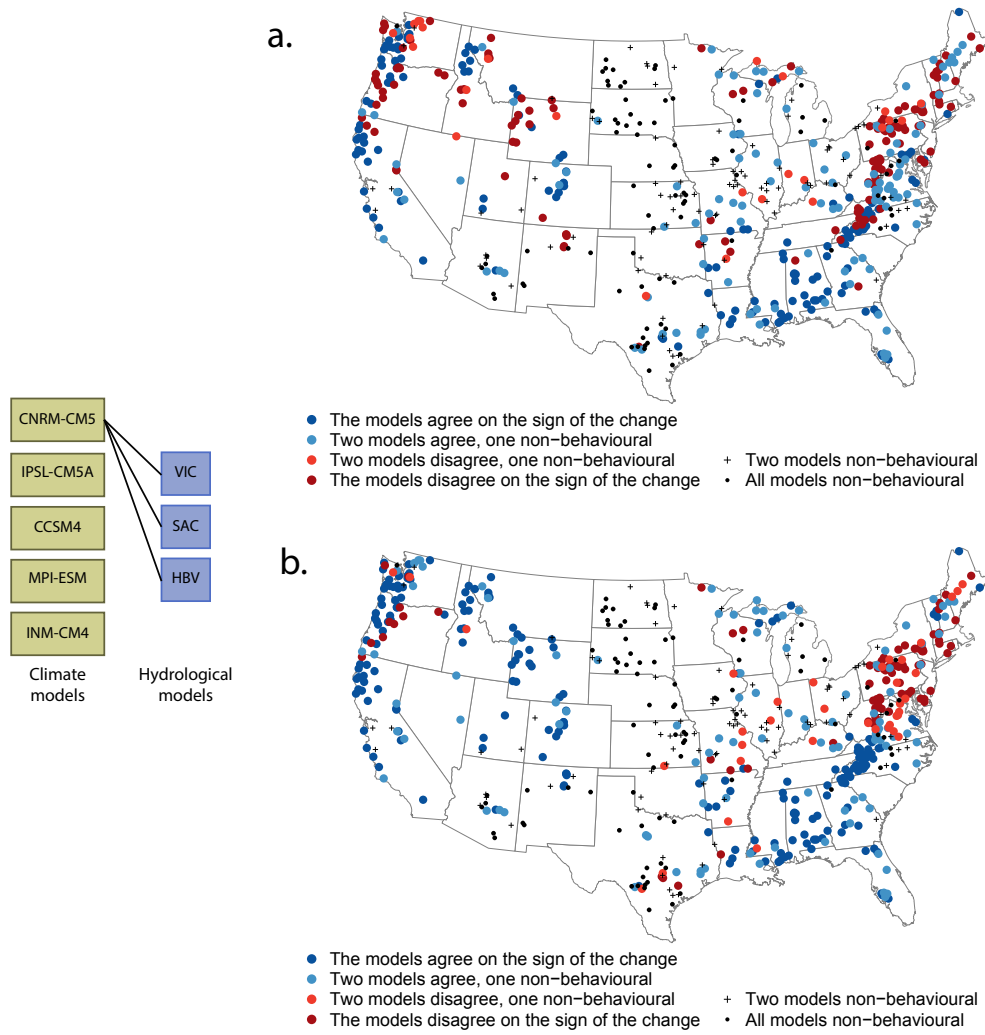 a.
The models agree on the sign of the change
Two models agree, one non−behavioural
Two models disagree, one non−behavioural
The models disagree on the sign of the change
Two models non−behavioural
All models non−behavioural
CNRM-CM5
IPSL-CM5A
CCSM4
MPI-ESM
INM-CM4
Climate
models
VIC
SAC
HBV
Hydrological
models
b.
The models agree on the sign of the change
Two models agree, one non−behavioural
Two models disagree, one non−behavioural
The models disagree on the sign of the change
Two models non−behavioural
All models non−behavioural